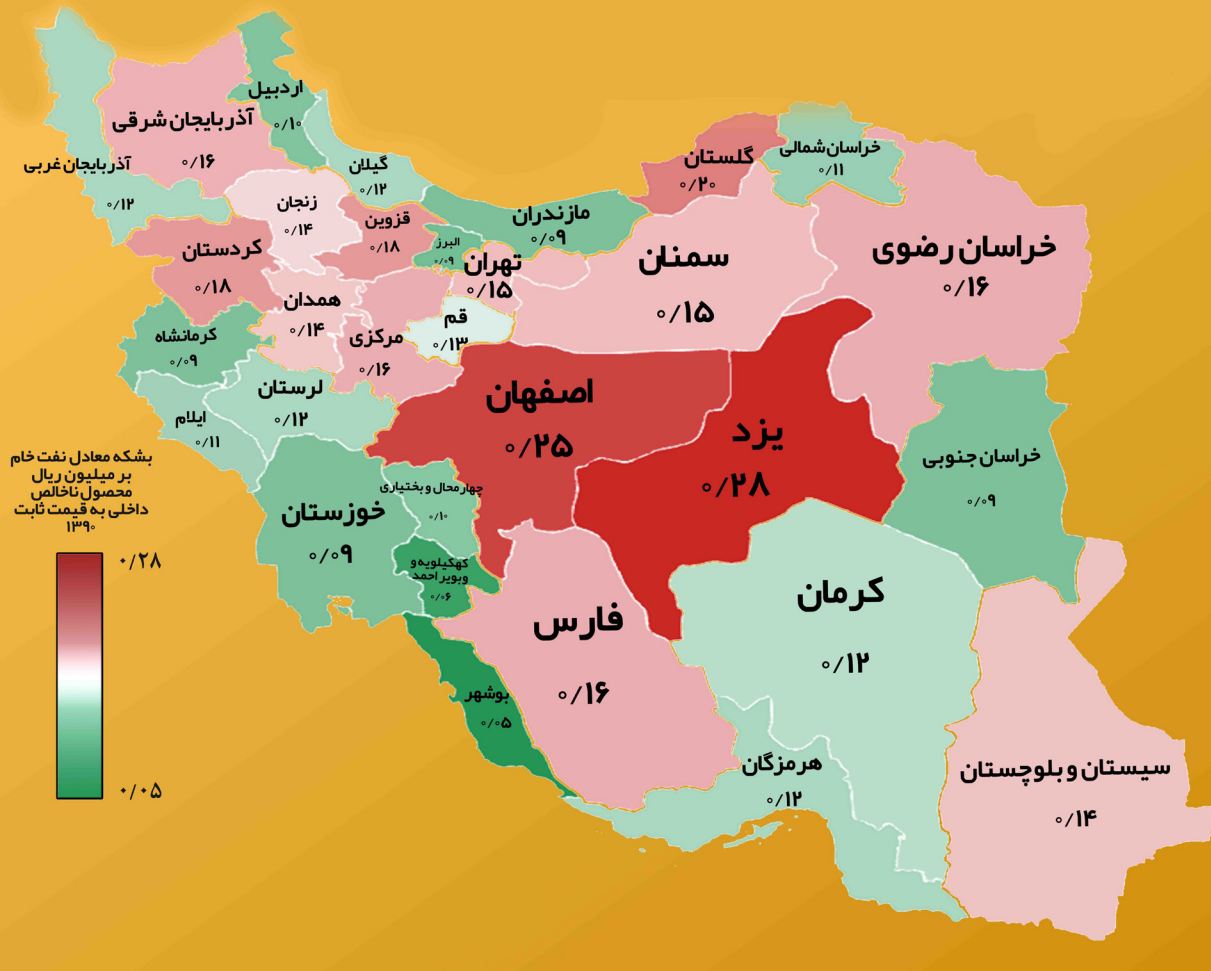 اردبیل
۰/۱۰
آذربایجان شرقی
۰/۱۶
آذربایجان غربی
۰/۱۲
گیلان
۰/۱۲
زنجان
۰/۱۴
قزوین
۰/۱۸
البرز
۰/۰۹
مازندران
۰/۰۹
گلستان
۰/۲۰
خراسان شمالی
۰/۱۱
خراسان رضوی
۰/۱۶
سمنان
۰/۱۵
تهران
۰/۱۵
کردستان
۰/۱۸
همدان
۰/۱۴
قم
۰/۱۳
مرکزی
۰/۱۶
کرمانشاه
۰/۰۹
لرستان
۰/۱۲
ایلام
۰/۱۱
اصفهان
۰/۲۵
یزد
۰/۲۸
خراسان جنوبی
۰/۰۹
خوزستان
۰/۰۹
چهارمحال و بختیاری
۰/۱۰
کهکیلویه و
وبویراحمد
۰/۰۶
فارس
۰/۱۶
کرمان
۰/۱۲
بوشهر
۰/۰۵
هرمزگان
۰/۱۲
سیستان و بلوچستان
۰/۱۴
بشکه معادل نفت خام
بر میلیون ریال
محصول ناخالص
داخلی به قیمت ثابت
۱۳۹۰
۰/۲۸
۰/۰۵